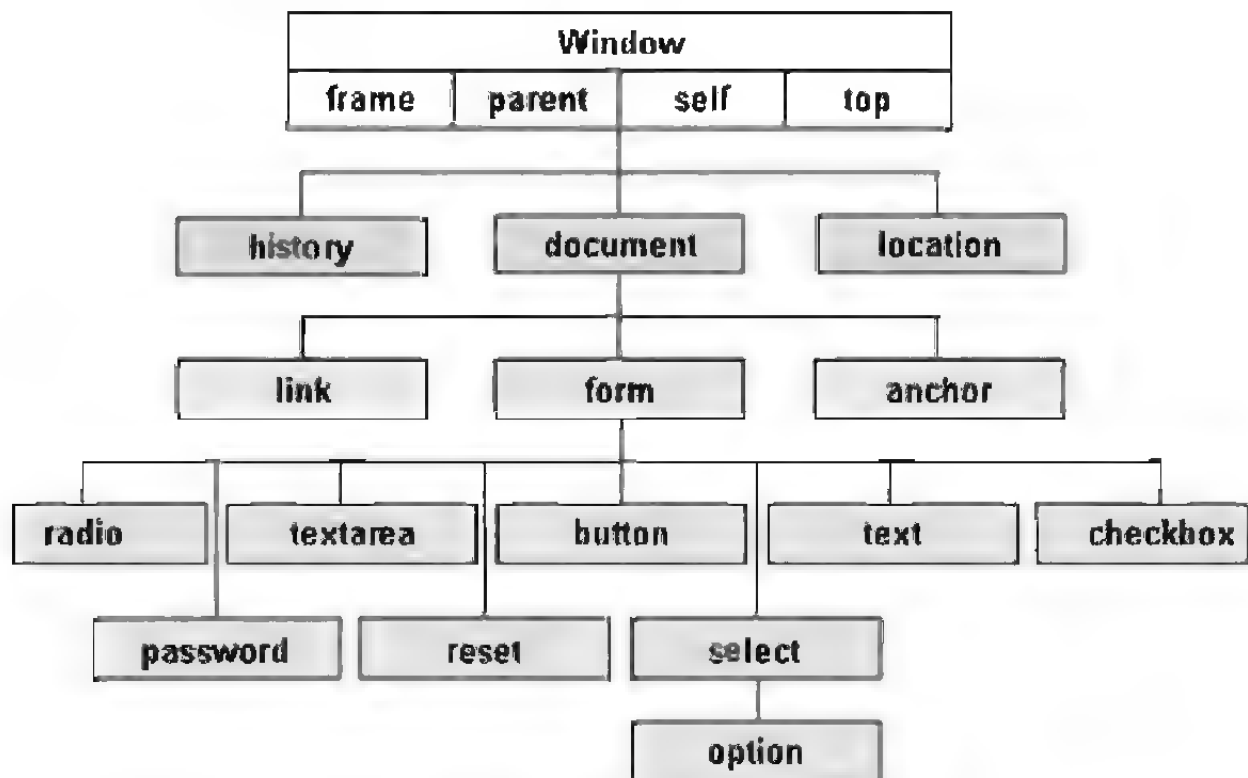 Window
frame parent self top
history document location
link form anchor
radio textarea button text checkbox
password reset select
option